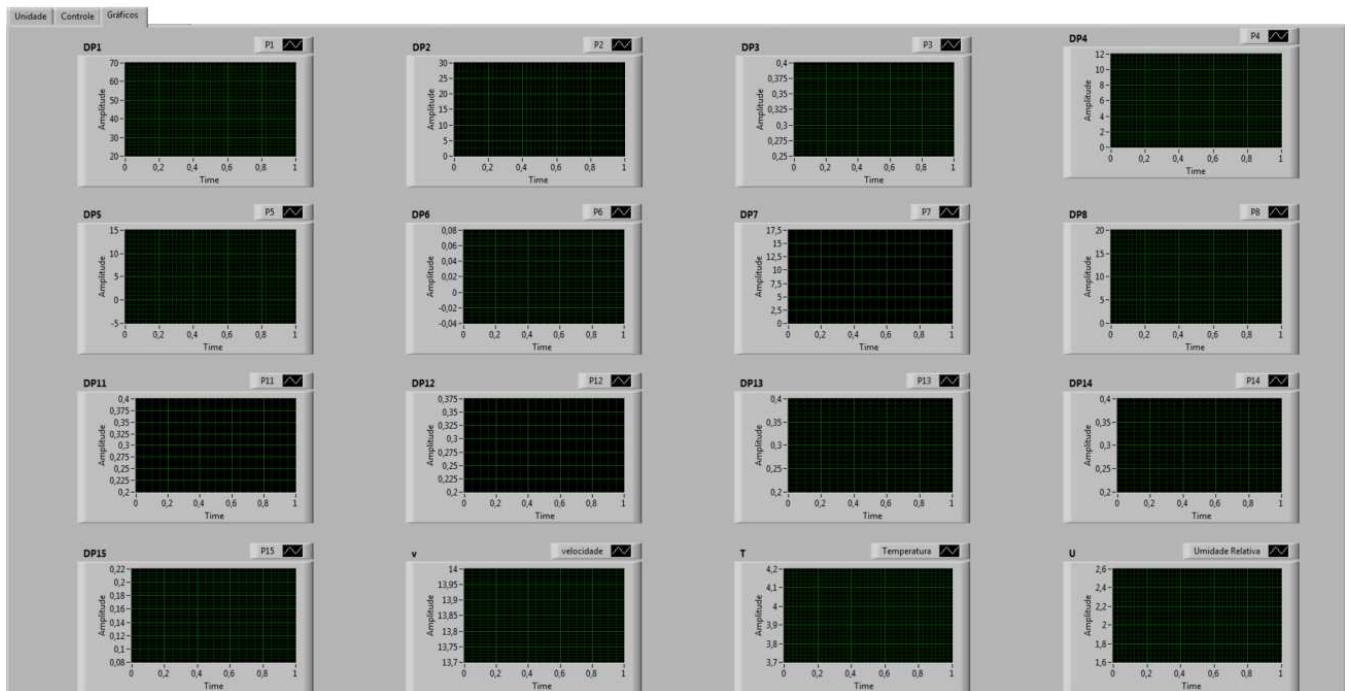 Unidade Controle Gráficos
DP1 P1
Amplitude
70
60
50
40
30
20
0 0,2 0,4 0,6 0,8 1
Time
DP2 P2
Amplitude
30
25
20
15
10
5
0
0 0,2 0,4 0,6 0,8 1
Time
DP3 P3
Amplitude
0,4
0,375
0,35
0,325
0,3
0,275
0,25
0 0,2 0,4 0,6 0,8 1
Time
DP4 P4
Amplitude
12
10
8
6
4
2
0
0 0,2 0,4 0,6 0,8 1
Time
DP5 P5
Amplitude
15
10
5
0
-5
0 0,2 0,4 0,6 0,8 1
Time
DP6 P6
Amplitude
0,08
0,06
0,04
0,02
0
-0,02
-0,04
0 0,2 0,4 0,6 0,8 1
Time
DP7 P7
Amplitude
17,5
15
12,5
10
7,5
5
2,5
0
0 0,2 0,4 0,6 0,8 1
Time
DP8 P8
Amplitude
20
15
10
5
0
0 0,2 0,4 0,6 0,8 1
Time
DP11 P11
Amplitude
0,4
0,375
0,35
0,325
0,3
0,275
0,25
0,225
0,2
0 0,2 0,4 0,6 0,8 1
Time
DP12 P12
Amplitude
0,375
0,35
0,325
0,3
0,275
0,25
0,225
0,2
0 0,2 0,4 0,6 0,8 1
Time
DP13 P13
Amplitude
0,4
0,35
0,3
0,25
0,2
0 0,2 0,4 0,6 0,8 1
Time
DP14 P14
Amplitude
0,4
0,35
0,3
0,25
0,2
0 0,2 0,4 0,6 0,8 1
Time
DP15 P15
Amplitude
0,22
0,2
0,18
0,16
0,14
0,12
0,1
0,08
0 0,2 0,4 0,6 0,8 1
Time
v velocidade
Amplitude
14
13,95
13,9
13,85
13,8
13,75
13,7
0 0,2 0,4 0,6 0,8 1
Time
T Temperatura
Amplitude
4,2
4,1
4
3,9
3,8
3,7
0 0,2 0,4 0,6 0,8 1
Time
U Umidade Relativa
Amplitude
2,6
2,4
2,2
2
1,8
1,6
0 0,2 0,4 0,6 0,8 1
Time